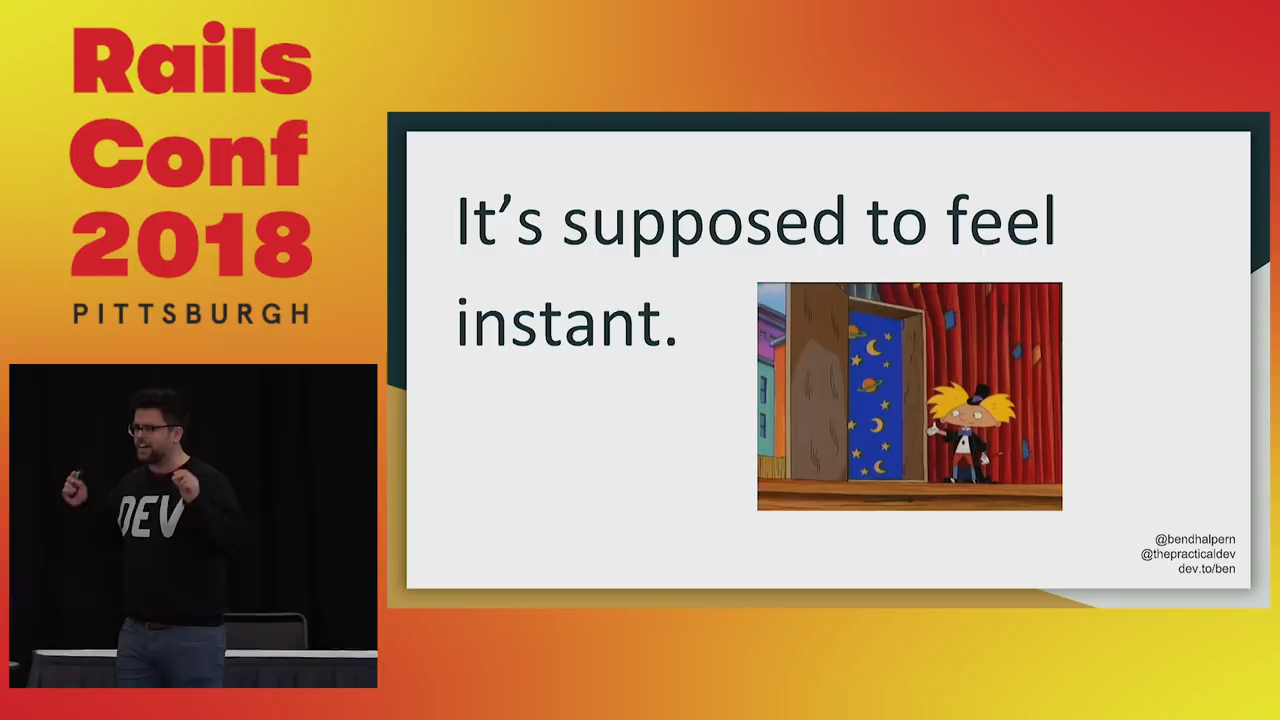 Rails
Conf
2018
PITTSBURGH
It’s supposed to feel
instant.
DEV
@bendhalpern
@thepracticaldev
dev.to/ben